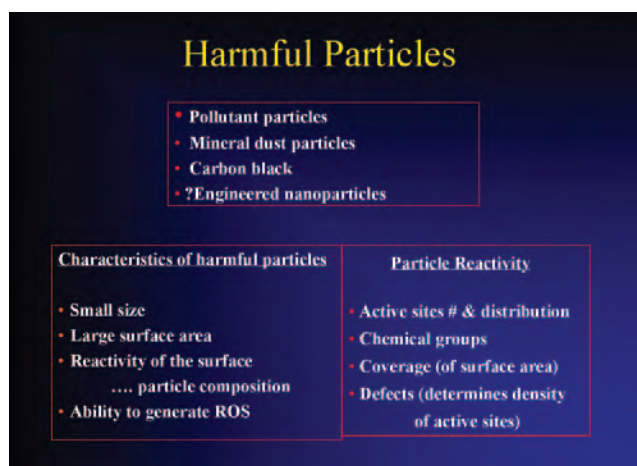 Harmful Particles
• Pollutant particles
• Mineral dust particles
• Carbon black
• ?Engineered nanoparticles
Characteristics of harmful particles
• Small size
• Large surface area
• Reactivity of the surface
.... particle composition
• Ability to generate ROS
Particle Reactivity
• Active sites # & distribution
• Chemical groups
• Coverage (of surface area)
• Defects (determines density
of active sites)